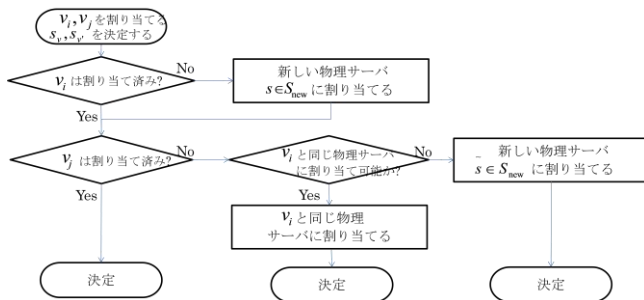 v_i, v_j を割り当てる
s_v, s_v' を決定する
v_i は割り当て済み?
No
新しい物理サーバ
s∈S_new に割り当てる
Yes
v_j は割り当て済み?
No
v_i と同じ物理サーバ
に割り当て可能か?
No
新しい物理サーバ
s̄ ∈ S_new に割り当てる
Yes
Yes
v_i と同じ物理
サーバに割り当てる
決定
決定
決定